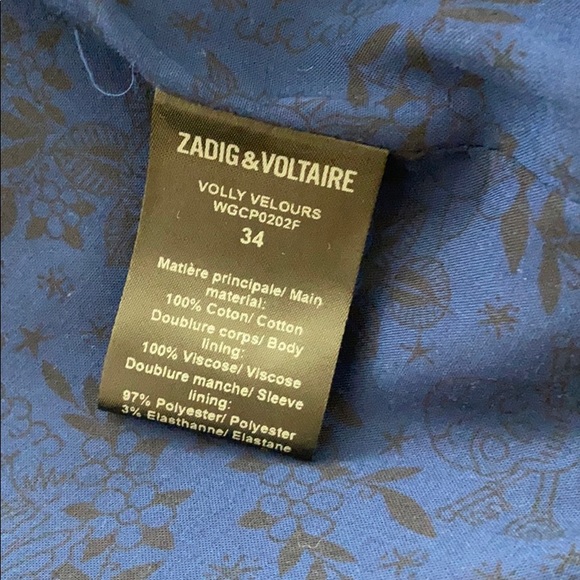 ZADIG & VOLTAIRE
VOLLY VELOURS
WGCP0202F
34
Matière principale/ Main
material:
100% Coton/ Cotton
Doublure corps/ Body
lining:
100% Viscose/ Viscose
Doublure manche/ Sleeve
lining:
97% Polyester/ Polyester
3% Elasthanne/ Elastane